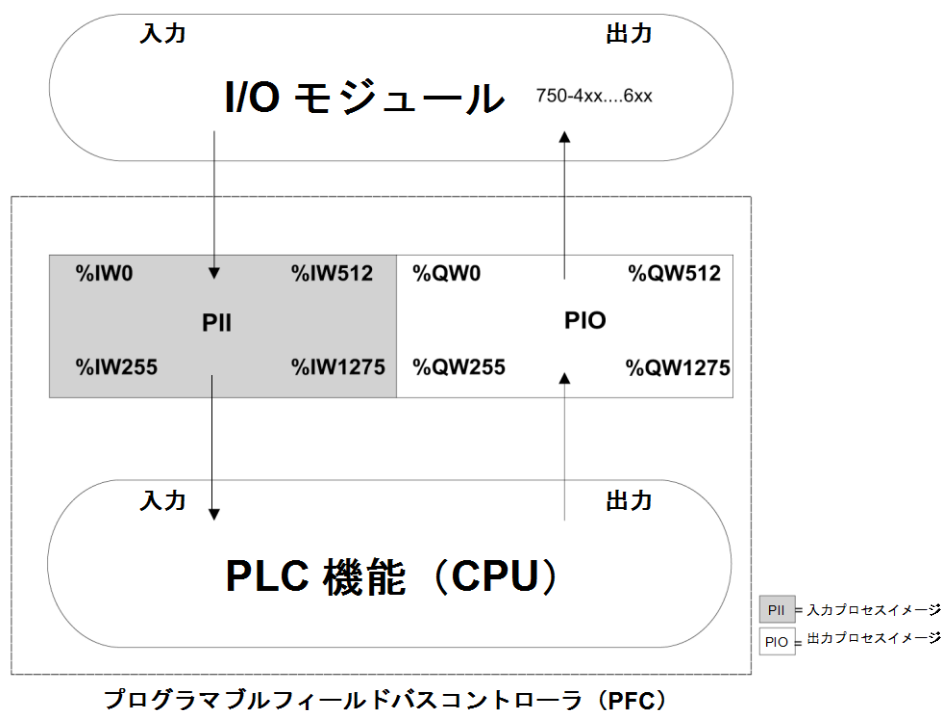 入力 出力
I/O モジュール 750-4xx....6xx
%IW0 %IW512 %QW0 %QW512
PII PIO
%IW255 %IW1275 %QW255 %QW1275
入力 出力
PLC 機能（CPU）
PII = 入力プロセスイメージ
PIO = 出力プロセスイメージ
プログラマブルフィールドバスコントローラ（PFC）